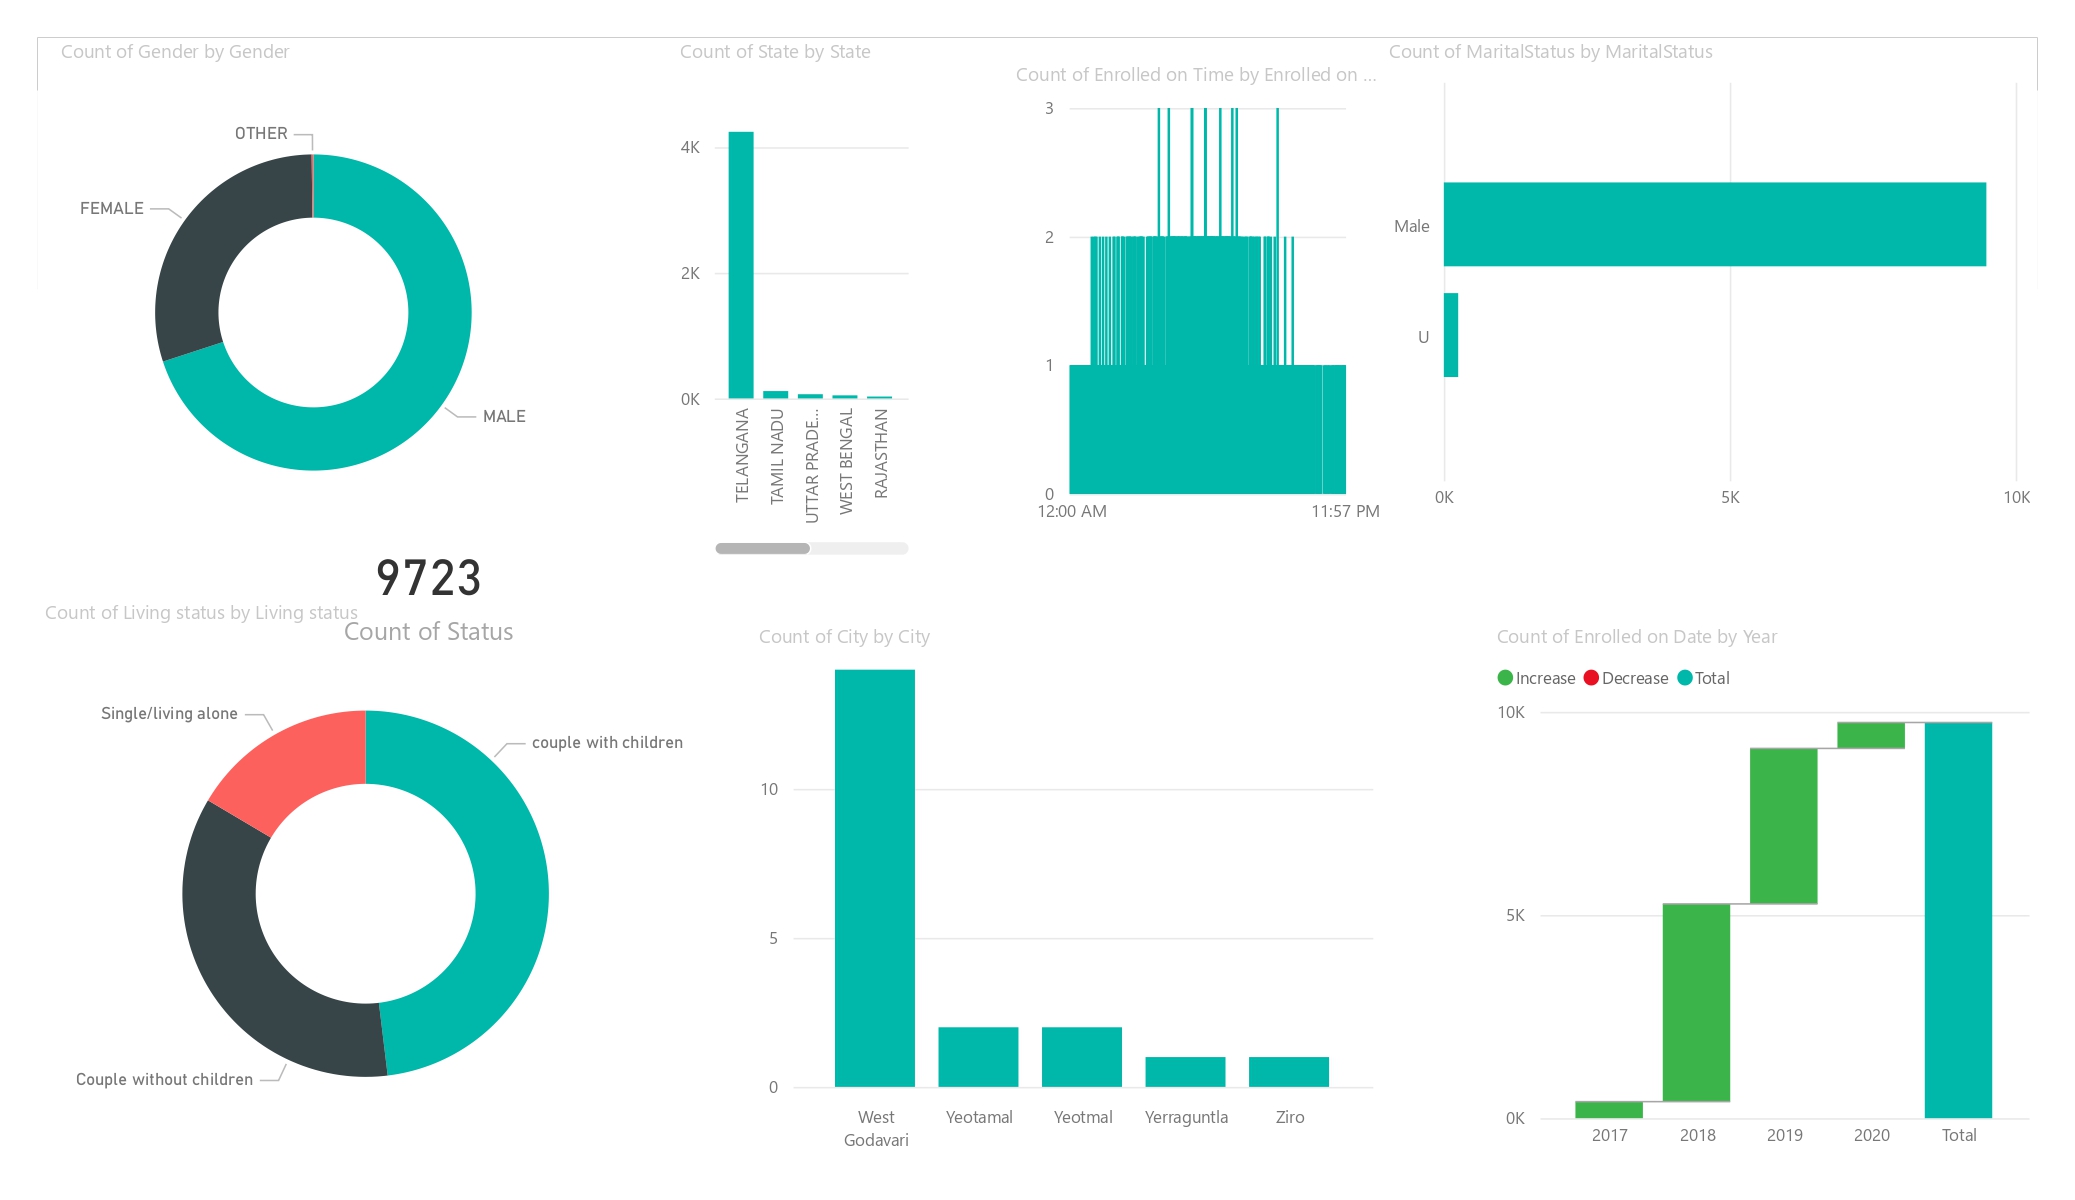 Count of Gender by Gender
OTHER
FEMALE
MALE
Count of State by State
4K
2K
0K
TELANGANA
TAMIL NADU
UTTAR PRADE...
WEST BENGAL
RAJASTHAN
Count of Enrolled on Time by Enrolled on ...
3
2
1
0
12:00 AM 11:57 PM
Count of MaritalStatus by MaritalStatus
Male
U
0K 5K 10K
9723
Count of Status
Count of Living status by Living status
Single/living alone
couple with children
Couple without children
Count of City by City
10
5
0
West
Godavari
Yeotamal
Yeotmal
Yerraguntla
Ziro
Count of Enrolled on Date by Year
Increase Decrease Total
10K
5K
0K
2017 2018 2019 2020 Total